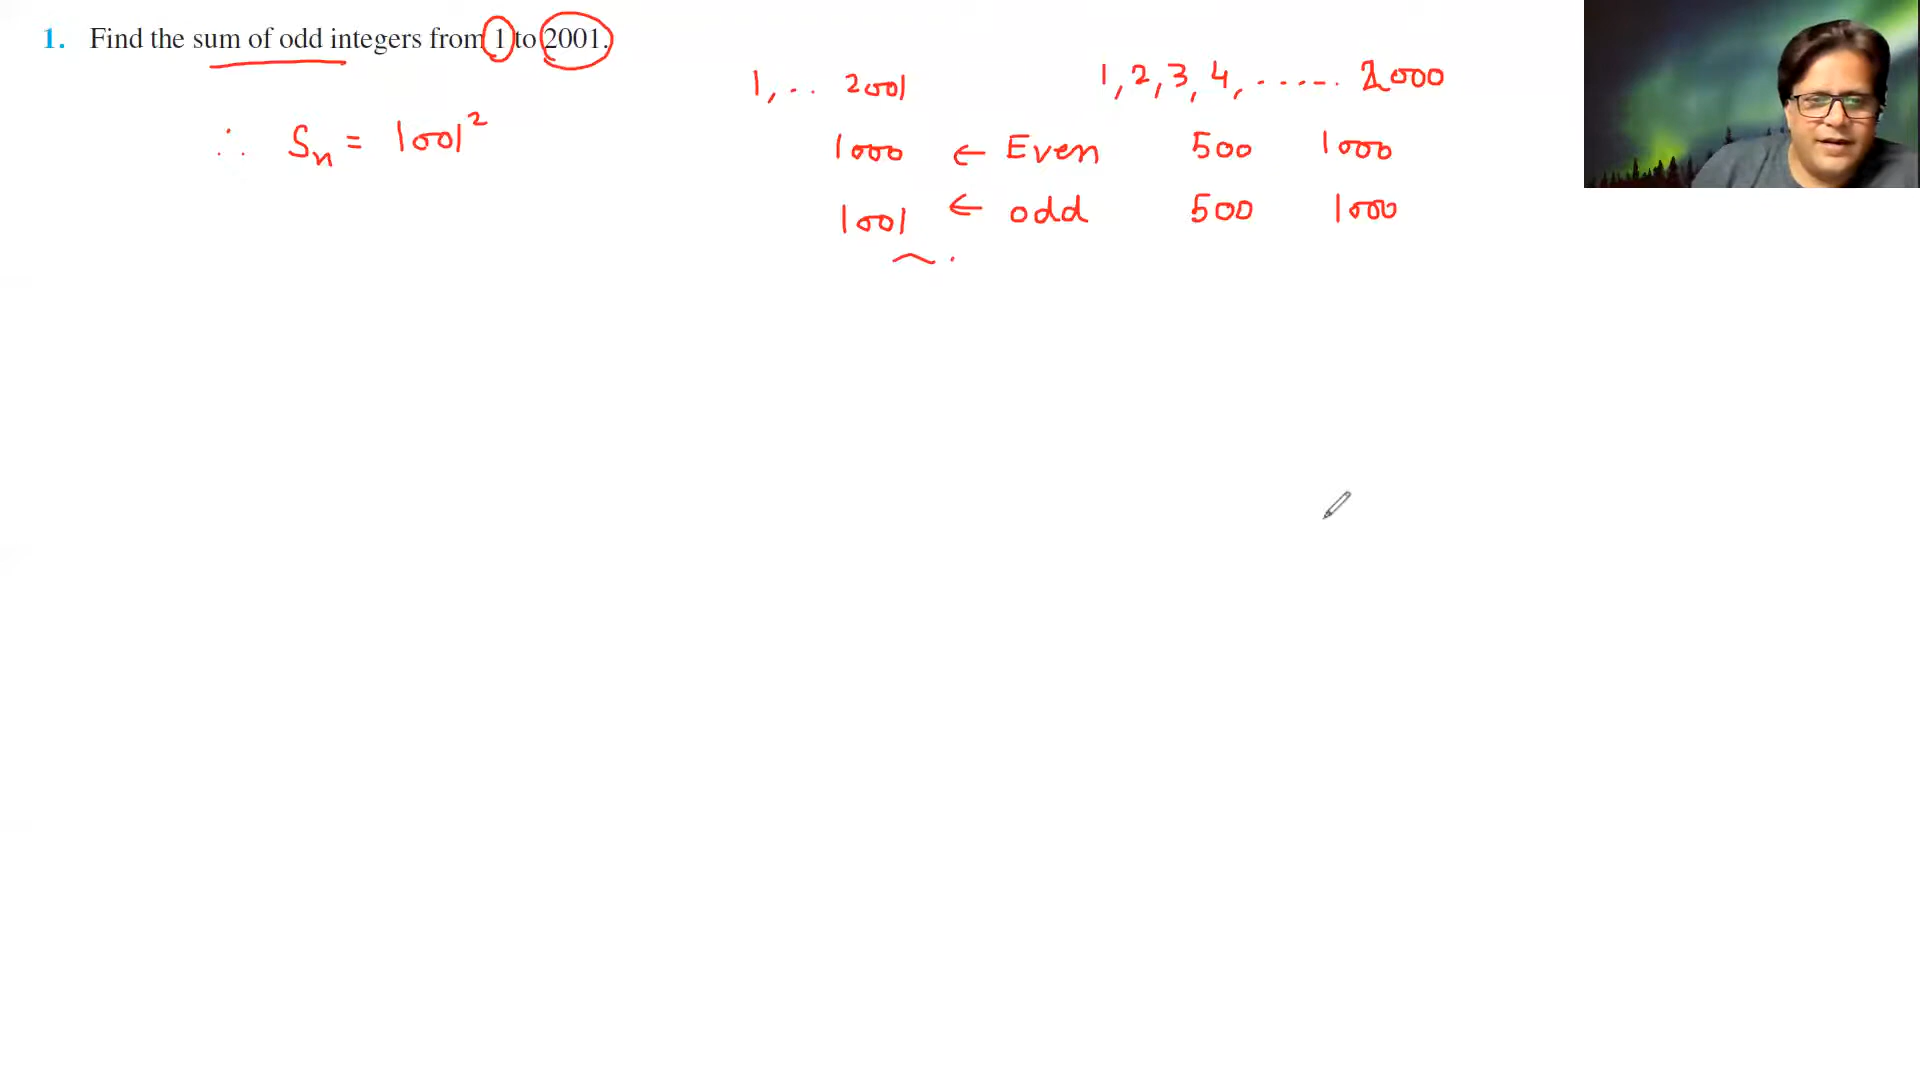 1. Find the sum of odd integers from 1 to 2001.
1, .. 2001
1, 2, 3, 4, ...... 2000
∴ Sn = 1001²
1000 ← Even 500 1000
1001 ← odd 500 1000